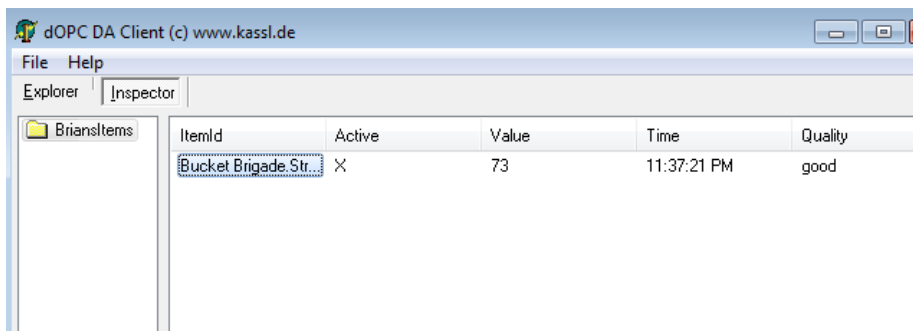 dOPC DA Client (c) www.kassl.de
File Help
Explorer Inspector
BriansItems
ItemId Active Value Time Quality
Bucket Brigade.Str... X 73 11:37:21 PM good